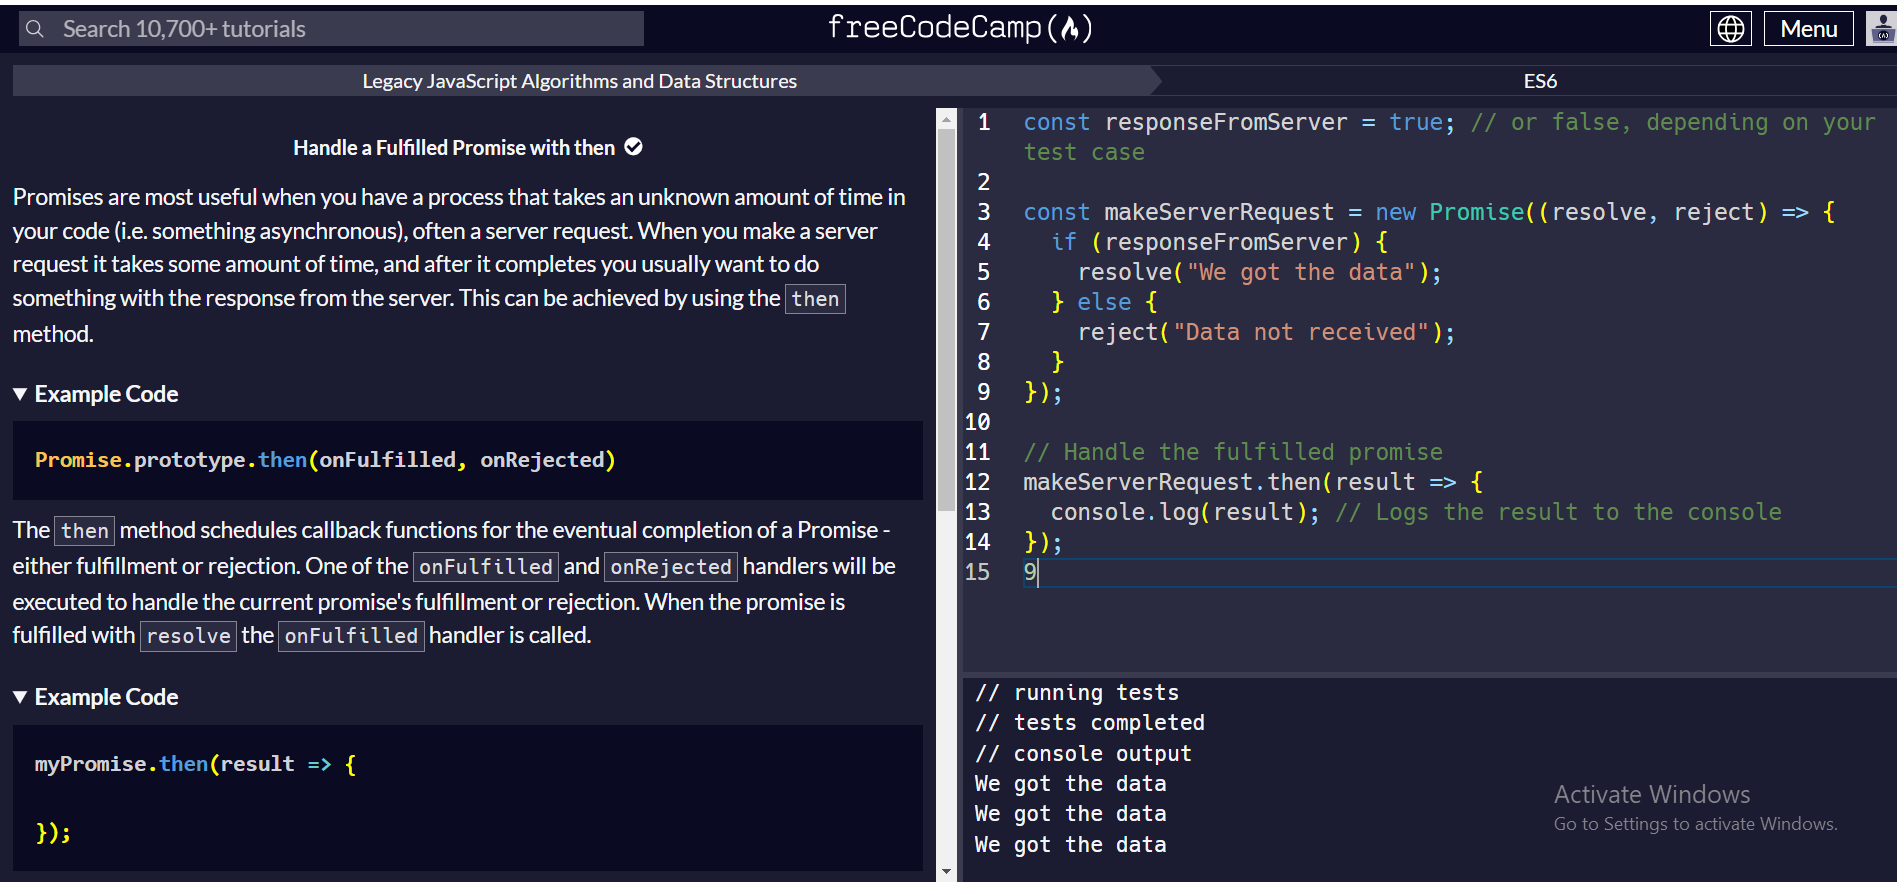 Search 10,700+ tutorials
freeCodeCamp(🔥)
Menu
Legacy JavaScript Algorithms and Data Structures
ES6
Handle a Fulfilled Promise with then
Promises are most useful when you have a process that takes an unknown amount of time in
your code (i.e. something asynchronous), often a server request. When you make a server
request it takes some amount of time, and after it completes you usually want to do
something with the response from the server. This can be achieved by using the then
method.
▼ Example Code
Promise.prototype.then(onFulfilled, onRejected)
The then method schedules callback functions for the eventual completion of a Promise -
either fulfillment or rejection. One of the onFulfilled and onRejected handlers will be
executed to handle the current promise's fulfillment or rejection. When the promise is
fulfilled with resolve the onFulfilled handler is called.
▼ Example Code
myPromise.then(result => {
});
1 const responseFromServer = true; // or false, depending on your
test case
2
3 const makeServerRequest = new Promise((resolve, reject) => {
4 if (responseFromServer) {
5 resolve("We got the data");
6 } else {
7 reject("Data not received");
8 }
9 });
10
11 // Handle the fulfilled promise
12 makeServerRequest.then(result => {
13 console.log(result); // Logs the result to the console
14 });
15 9
// running tests
// tests completed
// console output
We got the data
We got the data
We got the data
Activate Windows
Go to Settings to activate Windows.